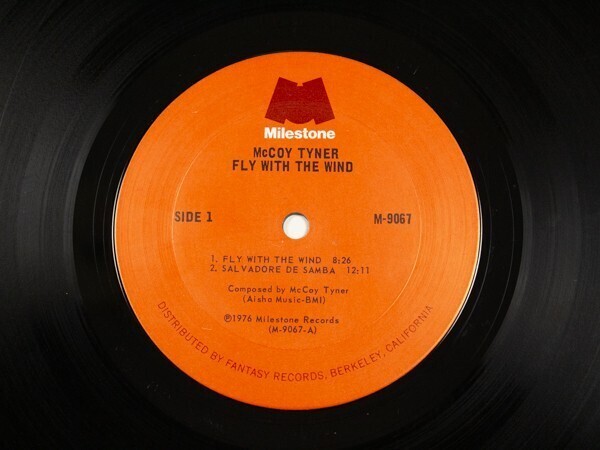 Milestone
McCOY TYNER
FLY WITH THE WIND
SIDE 1
M-9067
1. FLY WITH THE WIND 8:26
2. SALVADORE DE SAMBA 12:11
Composed by McCoy Tyner
(Aisha Music-BMI)
℗1976 Milestone Records
(M-9067-A)
DISTRIBUTED BY FANTASY RECORDS, BERKELEY, CALIFORNIA